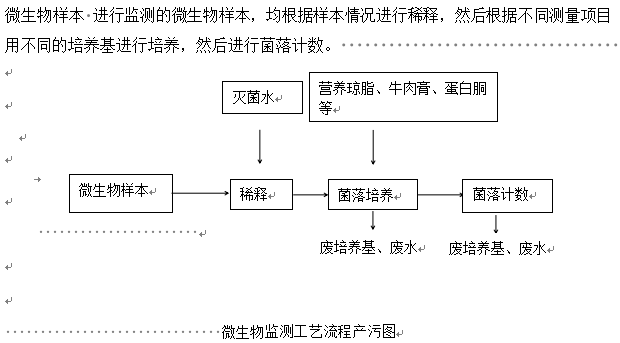 微生物样本 进行监测的微生物样本，均根据样本情况进行稀释，然后根据不同测量项目
用不同的培养基进行培养，然后进行菌落计数。
灭菌水
营养琼脂、牛肉膏、蛋白胴
等
微生物样本
稀释
菌落培养
菌落计数
废培养基、废水
废培养基、废水
微生物监测工艺流程产污图